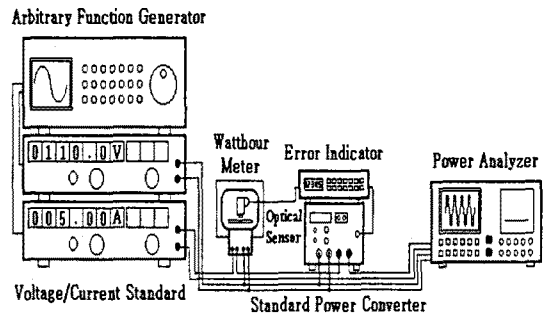 Arbitrary Function Generator
0110.0V
Watthour
Meter
Error Indicator
Power Analyzer
005.00A
Optical
Sensor
Voltage/Current Standard
Standard Power Converter